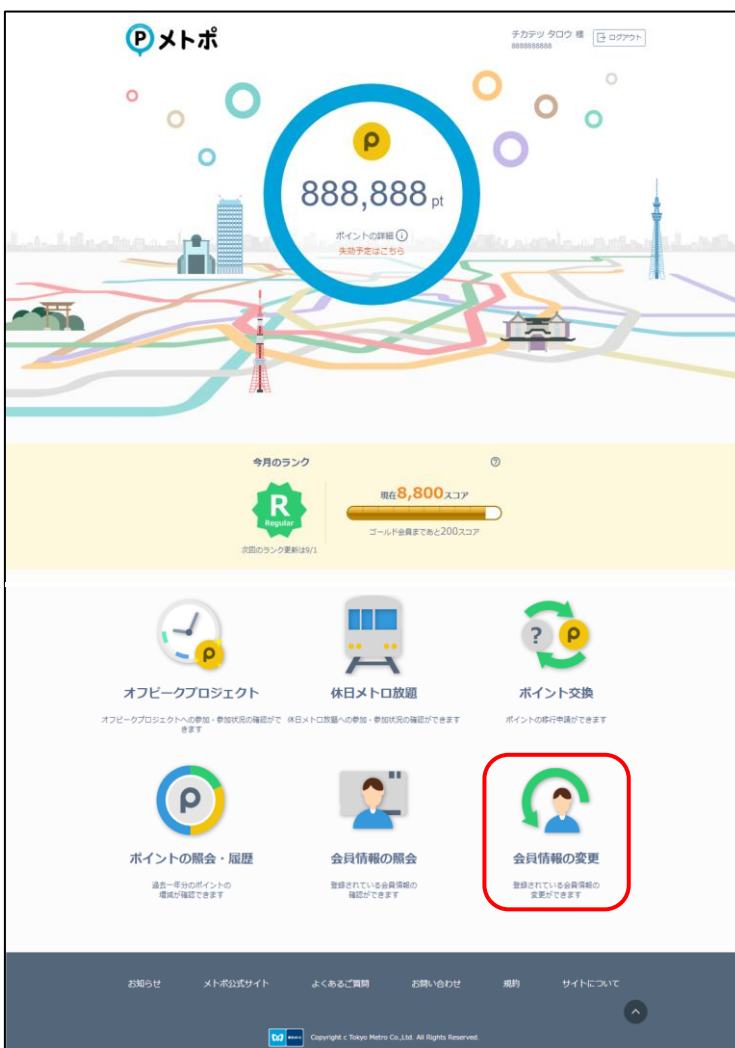 P メトポ
チカテツ タロウ 様
8888888888
ログアウト
P
888,888 pt
ポイントの詳細 i
失効予定はこちら
今月のランク
?
R
Regular
次回のランク更新は9/1
現在8,800スコア
ゴールド会員まであと200スコア
P
? P
オフピークプロジェクト
休日メトロ放題
ポイント交換
オフピークプロジェクトへの参加・参加状況の確認がで
きます
休日メトロ放題への参加・参加状況の確認ができます
ポイントの移行申請ができます
P
ポイントの照会・履歴
会員情報の照会
会員情報の変更
過去一年分のポイントの
増減が確認できます
登録されている会員情報の
確認ができます
登録されている会員情報の
変更ができます
お知らせ
メトポ公式サイト
よくあるご質問
お問い合わせ
規約
サイトについて
Copyright c Tokyo Metro Co.,Ltd. All Rights Reserved.